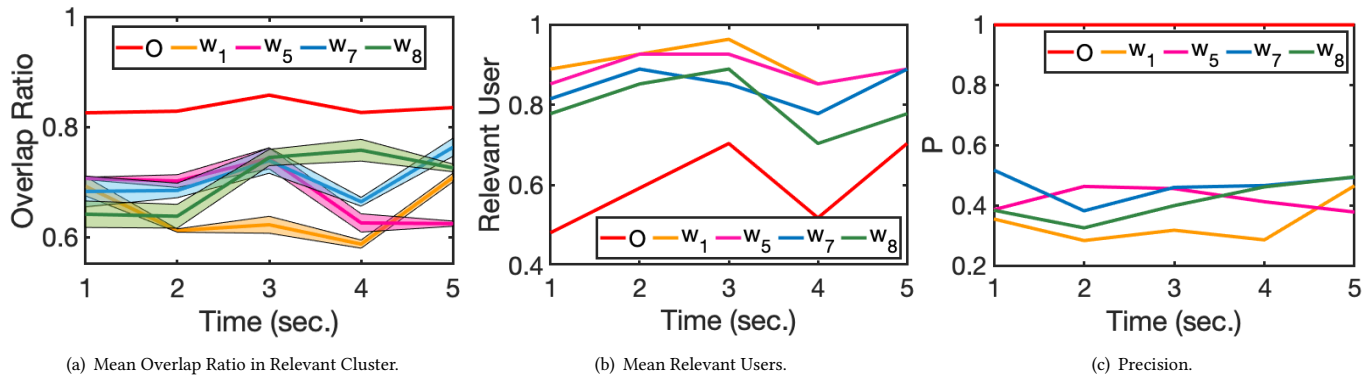 1
0.8
0.6
Overlap Ratio
O w1 w5 w7 w8
1 2 3 4 5
Time (sec.)
(a) Mean Overlap Ratio in Relevant Cluster.
1
0.8
0.6
0.4
Relevant User
O w1 w5 w7 w8
1 2 3 4 5
Time (sec.)
(b) Mean Relevant Users.
1
0.8
0.6
0.4
0.2
P
O w1 w5 w7 w8
1 2 3 4 5
Time (sec.)
(c) Precision.